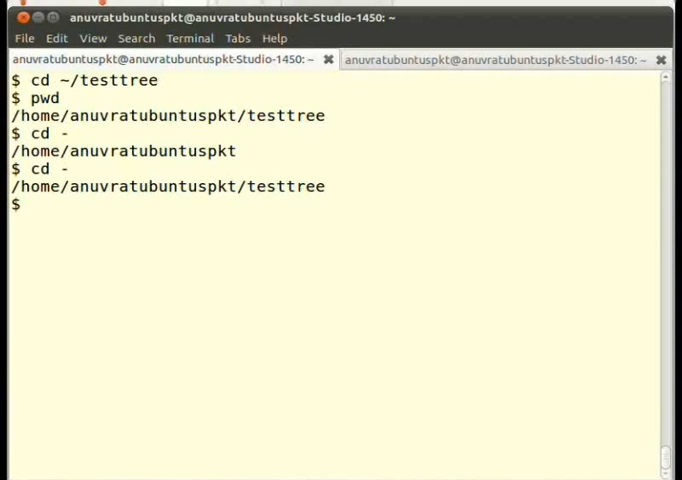 anuvratubuntuspkt@anuvratubuntuspkt-Studio-1450: ~
File Edit View Search Terminal Tabs Help
anuvratubuntuspkt@anuvratubuntuspkt-Studio-1450: ~ anuvratubuntuspkt@anuvratubuntuspkt-Studio-1450: ~
$ cd ~/testtree
$ pwd
/home/anuvratubuntuspkt/testtree
$ cd -
/home/anuvratubuntuspkt
$ cd -
/home/anuvratubuntuspkt/testtree
$